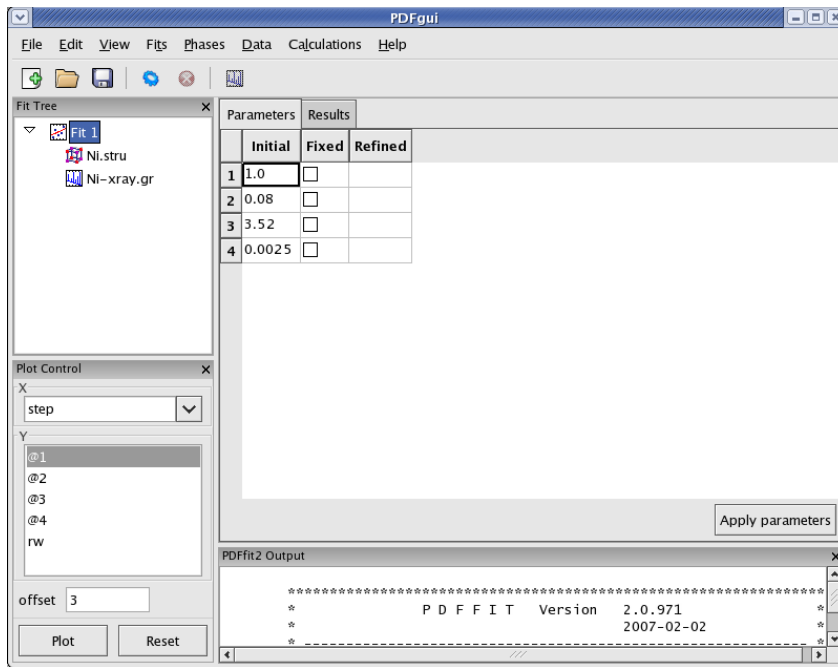 PDFgui
File Edit View Fits Phases Data Calculations Help
Fit Tree
Fit 1
Ni.stru
Ni-xray.gr
Plot Control
X
step
Y
@1
@2
@3
@4
rw
offset 3
Plot Reset
Parameters Results
Initial Fixed Refined
1 1.0
2 0.08
3 3.52
4 0.0025
Apply parameters
PDFfit2 Output
******************************************************************************
* P D F F I T Version 2.0.971 *
* 2007-02-02 *
* -------------------------------------------------------------------------- *